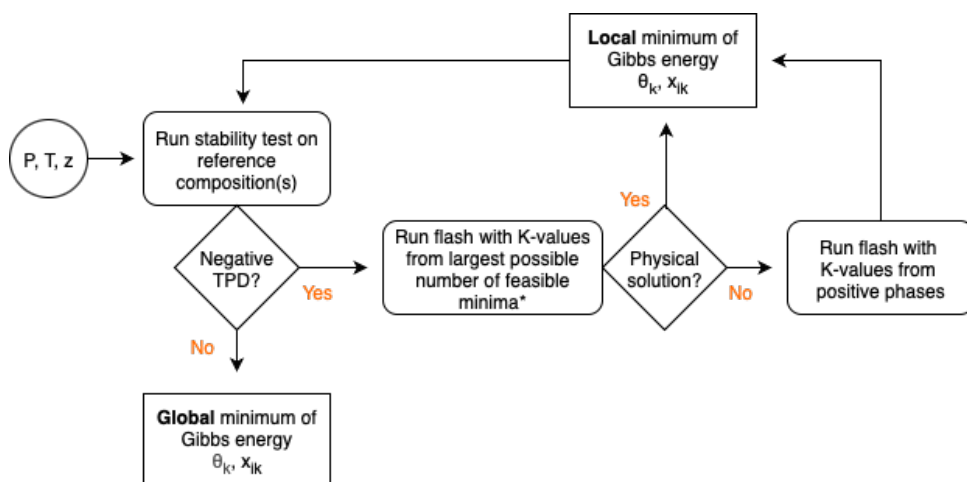 Local minimum of
Gibbs energy
θk, xik
P, T, z
Run stability test on
reference
composition(s)
Negative
TPD?
Yes
Run flash with K-values
from largest possible
number of feasible
minima*
Yes
Physical
solution?
No
Run flash with
K-values from
positive phases
No
Global minimum of
Gibbs energy
θk, xik